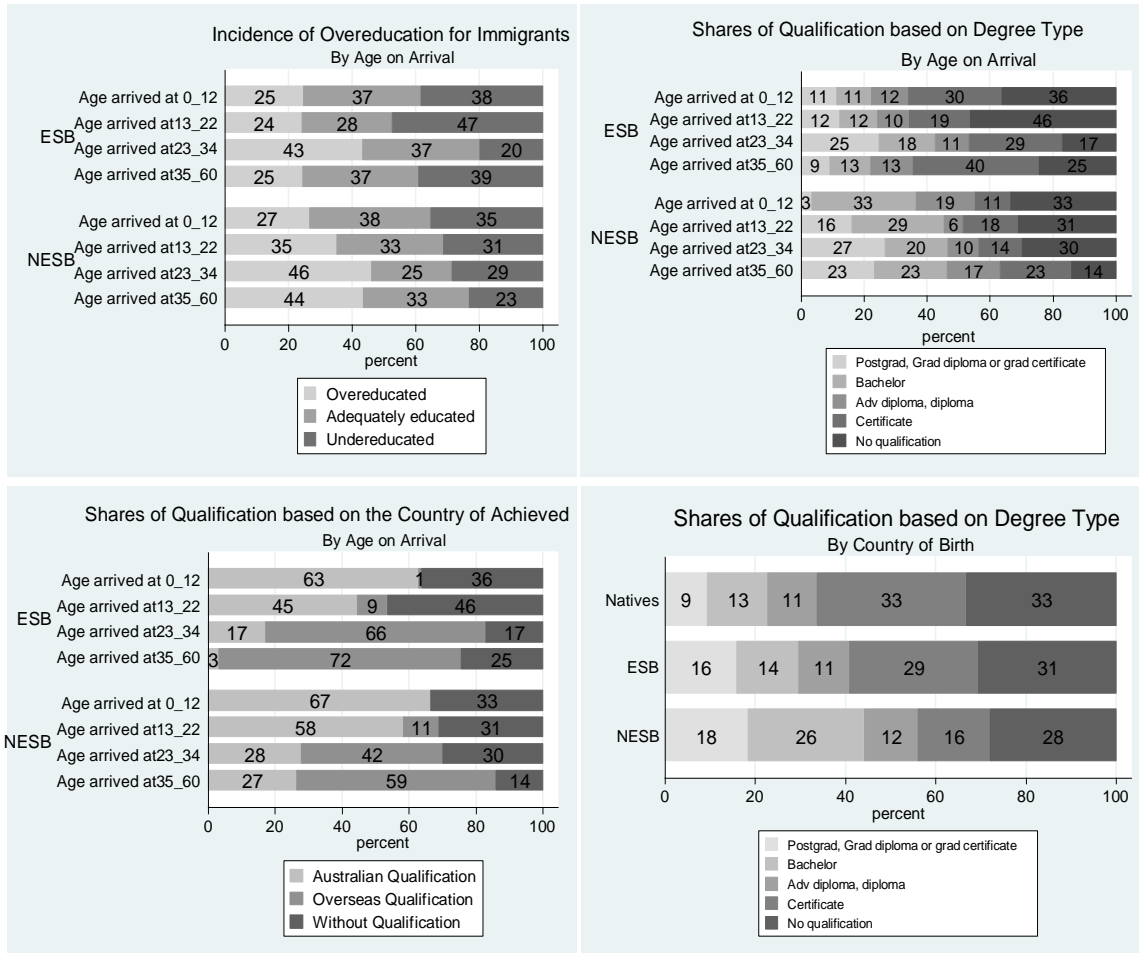 Incidence of Overeducation for Immigrants
By Age on Arrival
ESB
Age arrived at 0_12 25 37 38
Age arrived at13_22 24 28 47
Age arrived at23_34 43 37 20
Age arrived at35_60 25 37 39
NESB
Age arrived at 0_12 27 38 35
Age arrived at13_22 35 33 31
Age arrived at23_34 46 25 29
Age arrived at35_60 44 33 23
0 20 40 60 80 100
percent
Overeducated
Adequately educated
Undereducated
Shares of Qualification based on Degree Type
By Age on Arrival
ESB
Age arrived at 0_12 11 11 12 30 36
Age arrived at13_22 12 12 10 19 46
Age arrived at23_34 25 18 11 29 17
Age arrived at35_60 9 13 13 40 25
NESB
Age arrived at 0_12 3 33 19 11 33
Age arrived at13_22 16 29 6 18 31
Age arrived at23_34 27 20 10 14 30
Age arrived at35_60 23 23 17 23 14
0 20 40 60 80 100
percent
Postgrad, Grad diploma or grad certificate
Bachelor
Adv diploma, diploma
Certificate
No qualification
Shares of Qualification based on the Country of Achieved
By Age on Arrival
ESB
Age arrived at 0_12 63 1 36
Age arrived at13_22 45 9 46
Age arrived at23_34 17 66 17
Age arrived at35_60 3 72 25
NESB
Age arrived at 0_12 67 33
Age arrived at13_22 58 11 31
Age arrived at23_34 28 42 30
Age arrived at35_60 27 59 14
0 20 40 60 80 100
percent
Australian Qualification
Overseas Qualification
Without Qualification
Shares of Qualification based on Degree Type
By Country of Birth
Natives 9 13 11 33 33
ESB 16 14 11 29 31
NESB 18 26 12 16 28
0 20 40 60 80 100
percent
Postgrad, Grad diploma or grad certificate
Bachelor
Adv diploma, diploma
Certificate
No qualification